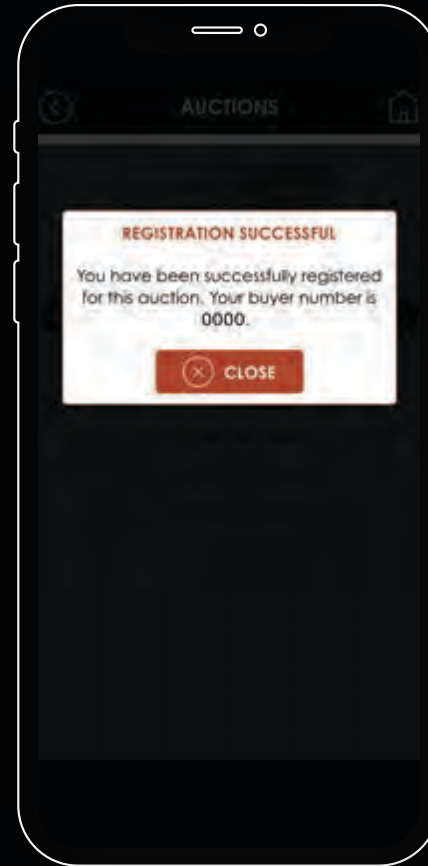 AUCTIONS
REGISTRATION SUCCESSFUL
You have been successfully registered
for this auction. Your buyer number is
0000.
CLOSE